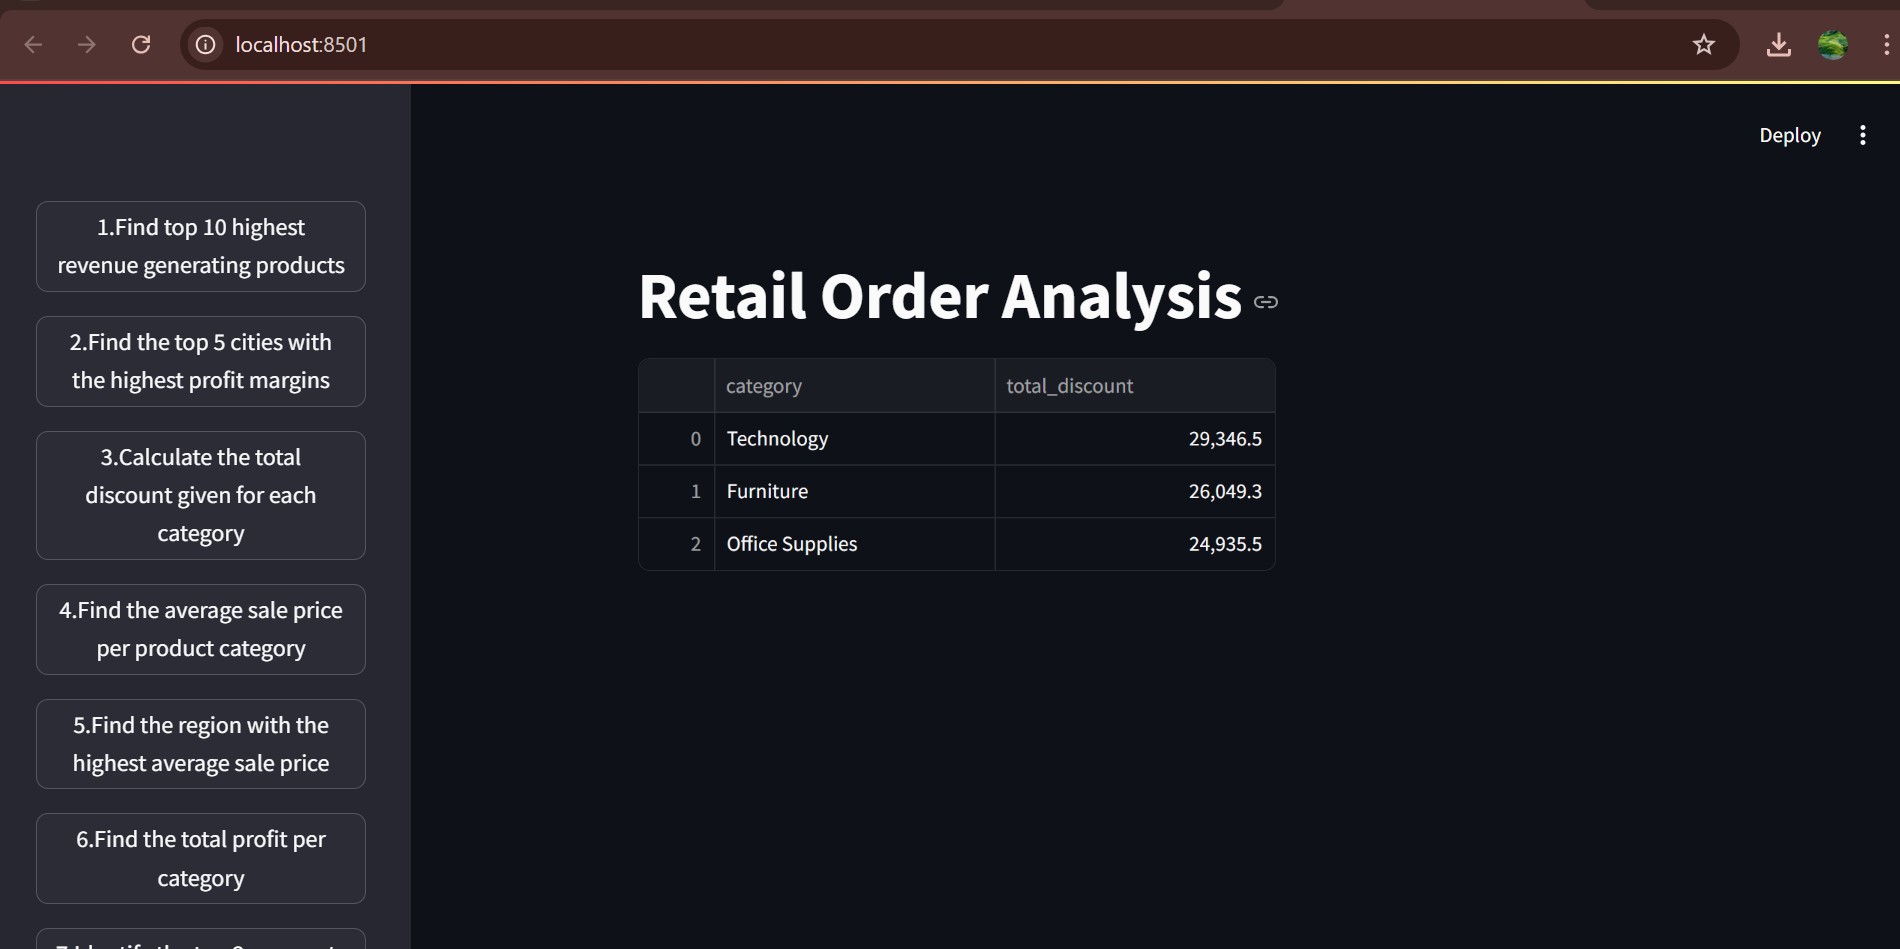 localhost:8501
Deploy
1.Find top 10 highest
revenue generating products
2.Find the top 5 cities with
the highest profit margins
3.Calculate the total
discount given for each
category
4.Find the average sale price
per product category
5.Find the region with the
highest average sale price
6.Find the total profit per
category
Retail Order Analysis
category total_discount
0 Technology 29,346.5
1 Furniture 26,049.3
2 Office Supplies 24,935.5